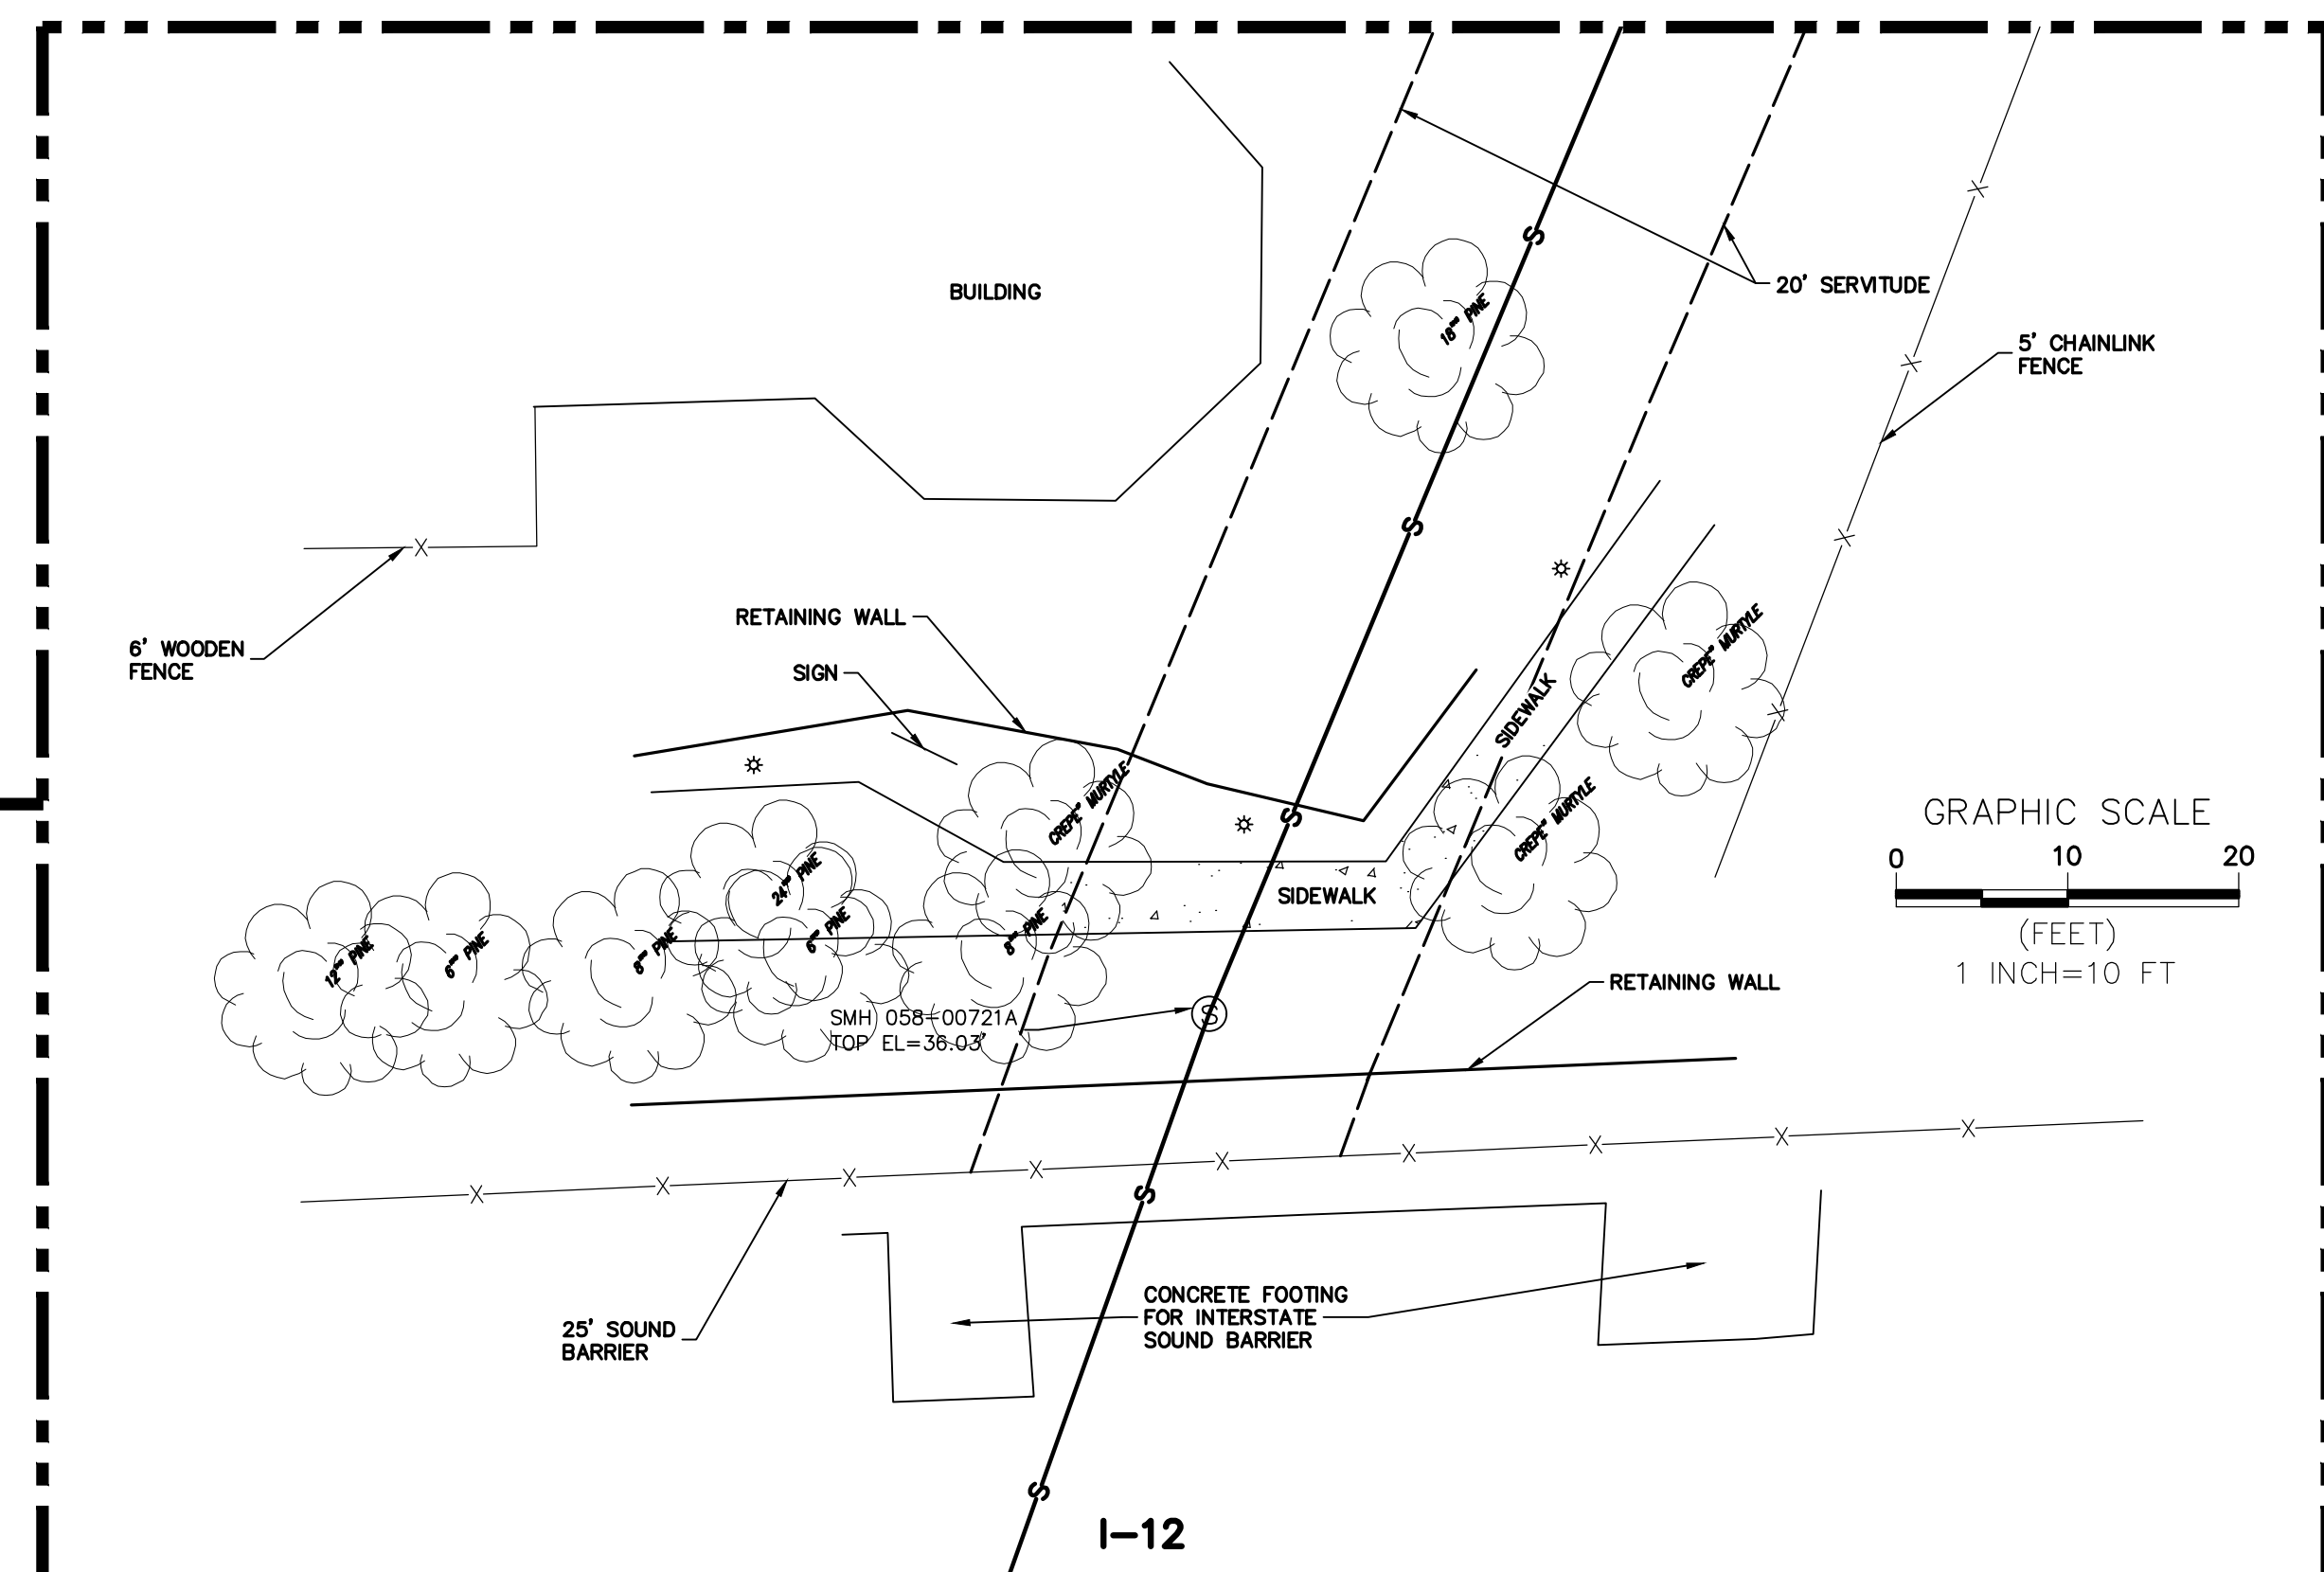 BUILDING
18"" PINE
20' SERVITUDE
5' CHAINLINK
FENCE
6' WOODEN
FENCE
RETAINING WALL
SIGN
SIDEWALK
CREPE" MURTYLE
CREPE" MURTYLE
CREPE" MURTYLE
GRAPHIC SCALE
0 10 20
(FEET)
1 INCH=10 FT
24"" PINE
SIDEWALK
12"" PINE
6"" PINE
8"" PINE
6"" PINE
8"" PINE
RETAINING WALL
SMH 058-00721A
TOP EL=36.03'
S
S
S
S
S
S
25' SOUND
BARRIER
CONCRETE FOOTING
FOR INTERSTATE
SOUND BARRIER
I-12